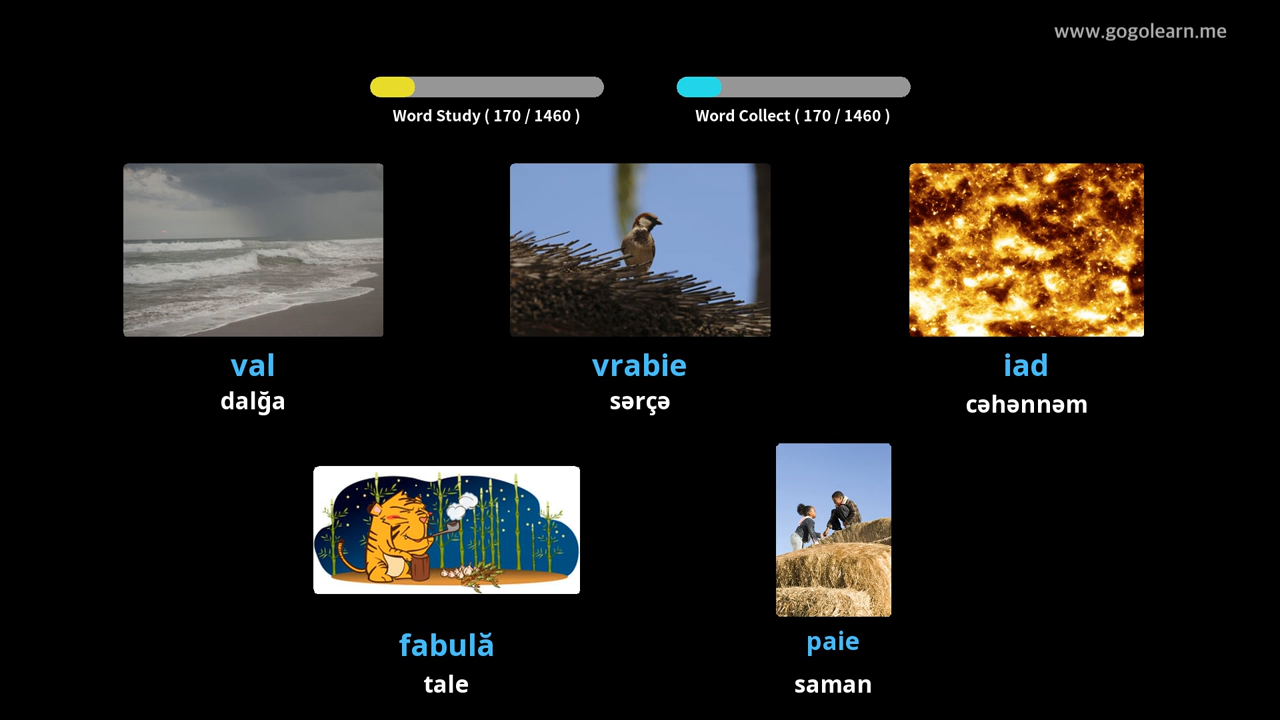 www.gogolearn.me
Word Study ( 170 / 1460 )
Word Collect ( 170 / 1460 )
val
dalğa
vrabie
sərçə
iad
cəhənnəm
fabulă
tale
paie
saman